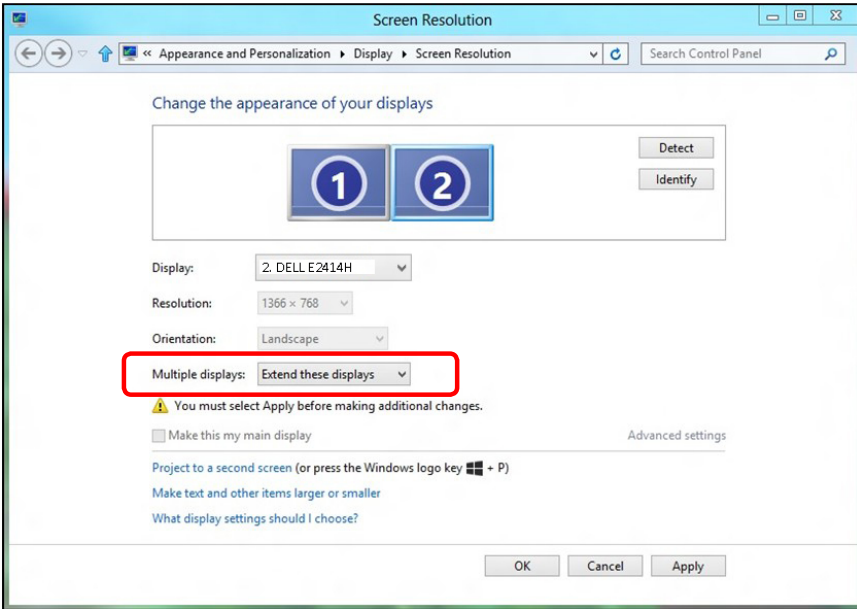 Screen Resolution
« Appearance and Personalization ▸ Display ▸ Screen Resolution
Search Control Panel
Change the appearance of your displays
1 2
Detect
Identify
Display: 2. DELL E2414H
Resolution: 1366 × 768
Orientation: Landscape
Multiple displays: Extend these displays
You must select Apply before making additional changes.
Make this my main display Advanced settings
Project to a second screen (or press the Windows logo key + P)
Make text and other items larger or smaller
What display settings should I choose?
OK Cancel Apply